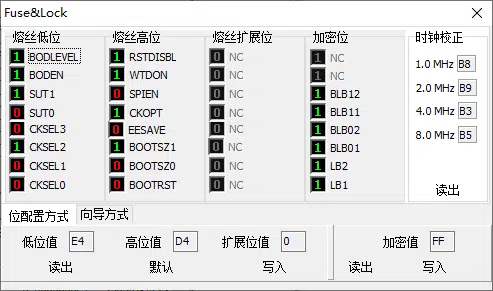 Fuse&Lock
熔丝低位 熔丝高位 熔丝扩展位 加密位 时钟校正
1 BODLEVEL 1 RSTDISBL 0 NC 0 NC
1.0 MHz B8
1 BODEN 1 WTDON 0 NC 0 NC
1 SUT1 0 SPIEN 0 NC 1 BLB12
2.0 MHz B9
0 SUT0 1 CKOPT 0 NC 1 BLB11
4.0 MHz B3
0 CKSEL3 0 EESAVE 0 NC 1 BLB02
8.0 MHz B5
1 CKSEL2 1 BOOTSZ1 0 NC 1 BLB01
0 CKSEL1 0 BOOTSZ0 0 NC 1 LB2
0 CKSEL0 0 BOOTRST 0 NC 1 LB1
读出
位配置方式 向导方式
低位值 E4 高位值 D4 扩展位值 0 加密值 FF
读出 默认 写入 读出 写入